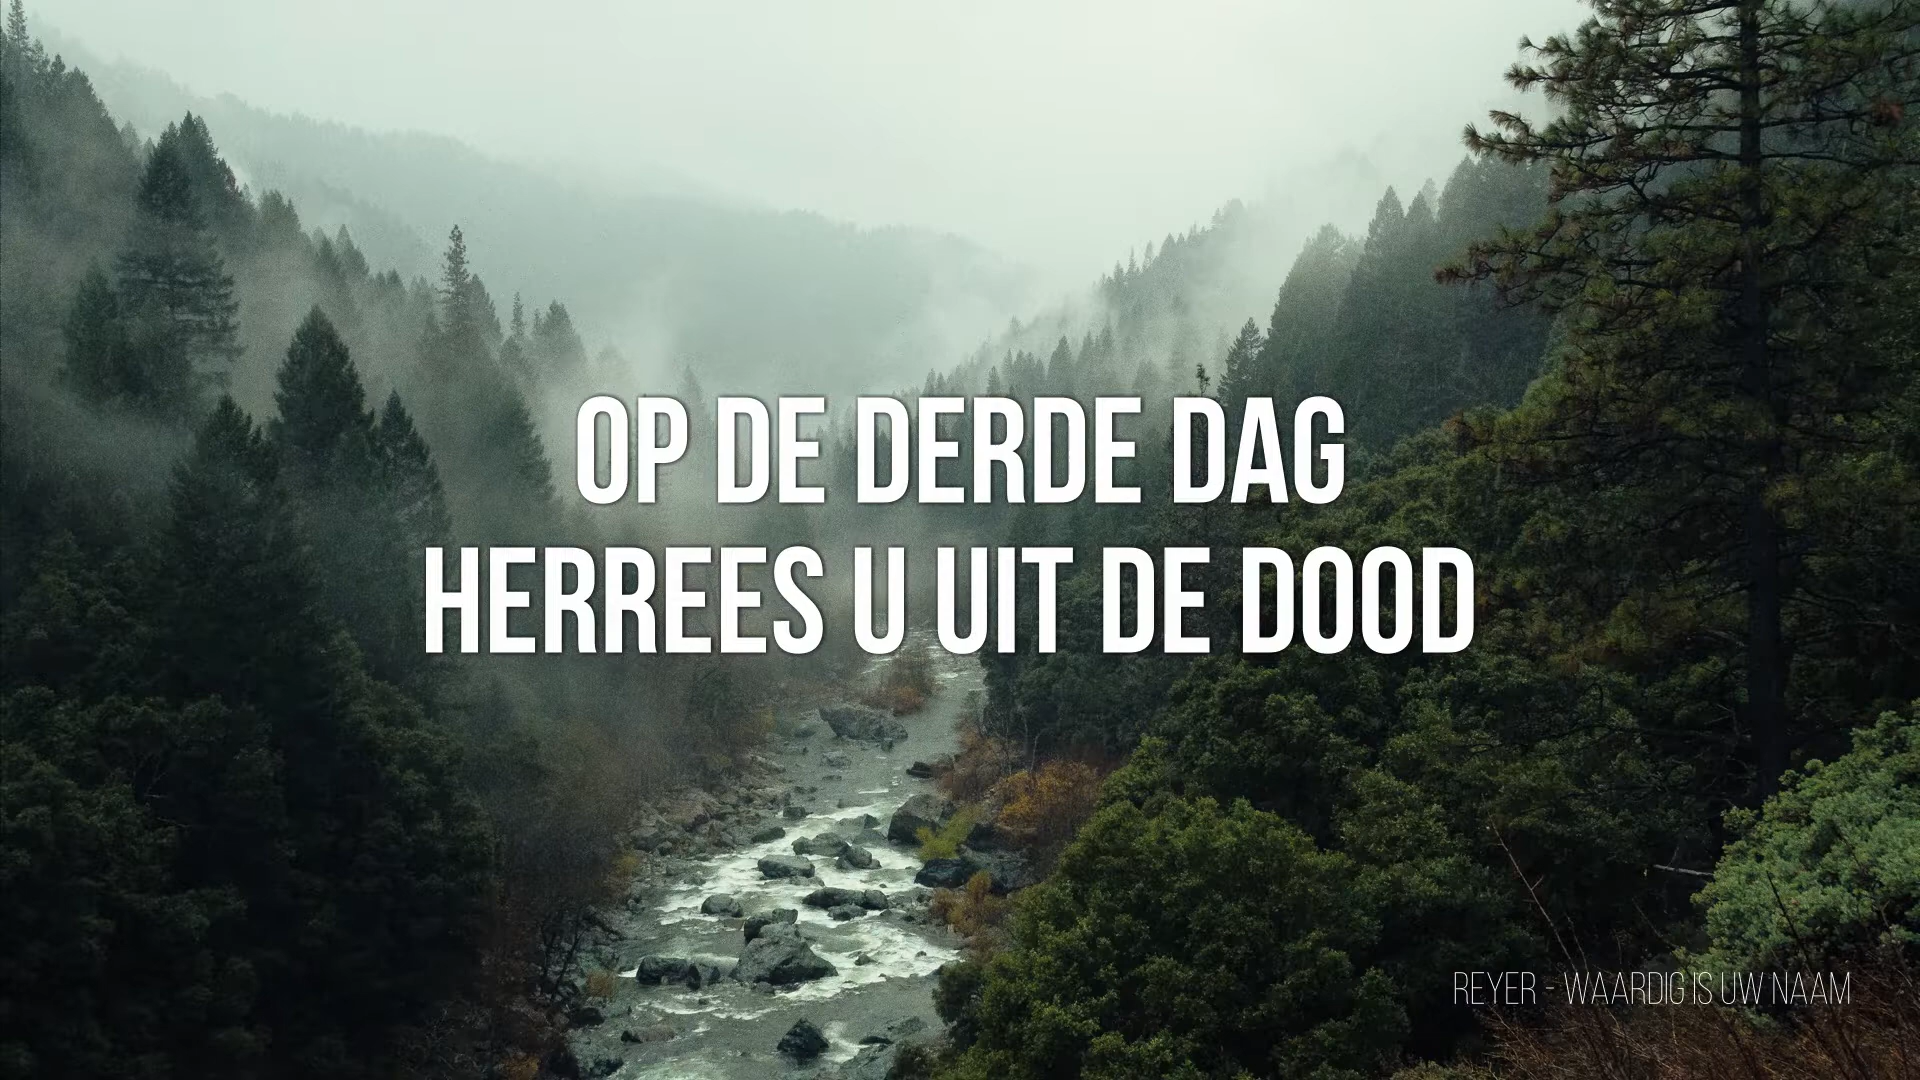 OP DE DERDE DAG
HERREES U UIT DE DOOD
REYER - WAARDIG IS UW NAAM